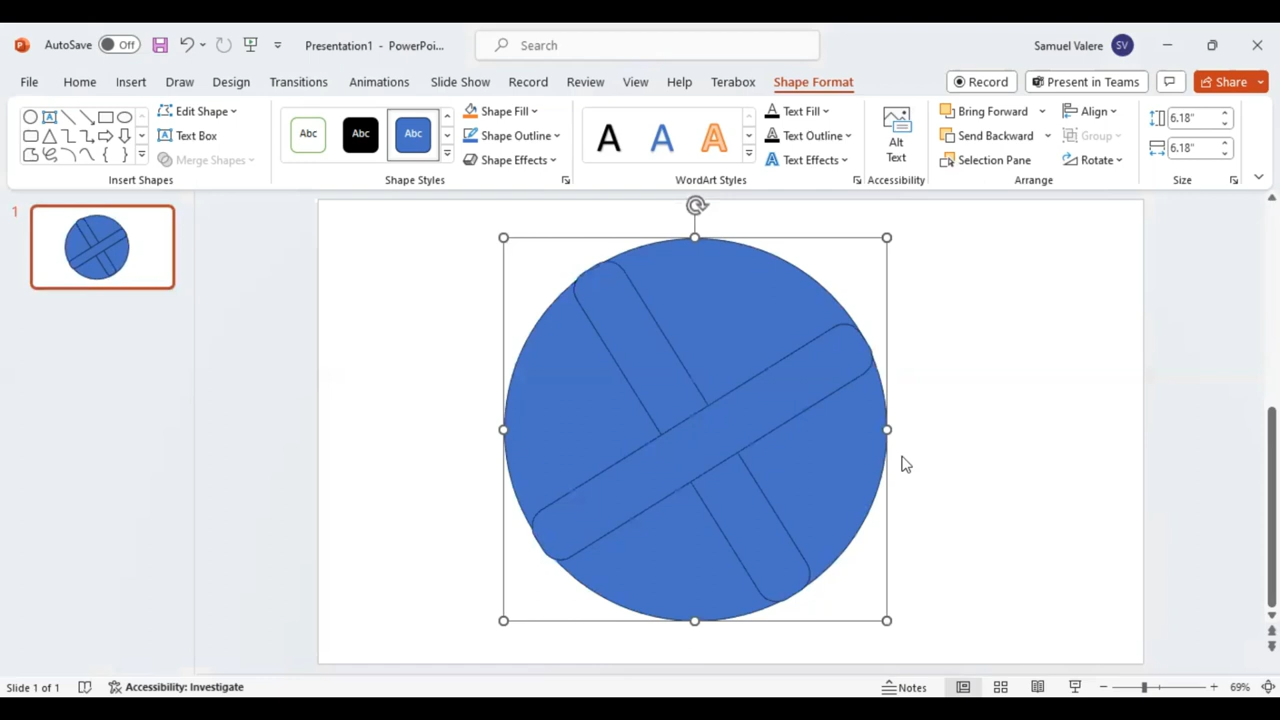 AutoSave Off Presentation1 - PowerPoi... Search Samuel Valere SV
File Home Insert Draw Design Transitions Animations Slide Show Record Review View Help Terabox Shape Format Record Present in Teams Share
Edit Shape Abc Abc Abc Shape Fill A A A Text Fill Bring Forward Align 6.18"
Text Box Shape Outline Text Outline Alt Text Send Backward Group 6.18"
Merge Shapes Shape Effects Text Effects Selection Pane Rotate
Insert Shapes Shape Styles WordArt Styles Accessibility Arrange Size
1
Slide 1 of 1 Accessibility: Investigate Notes 69%